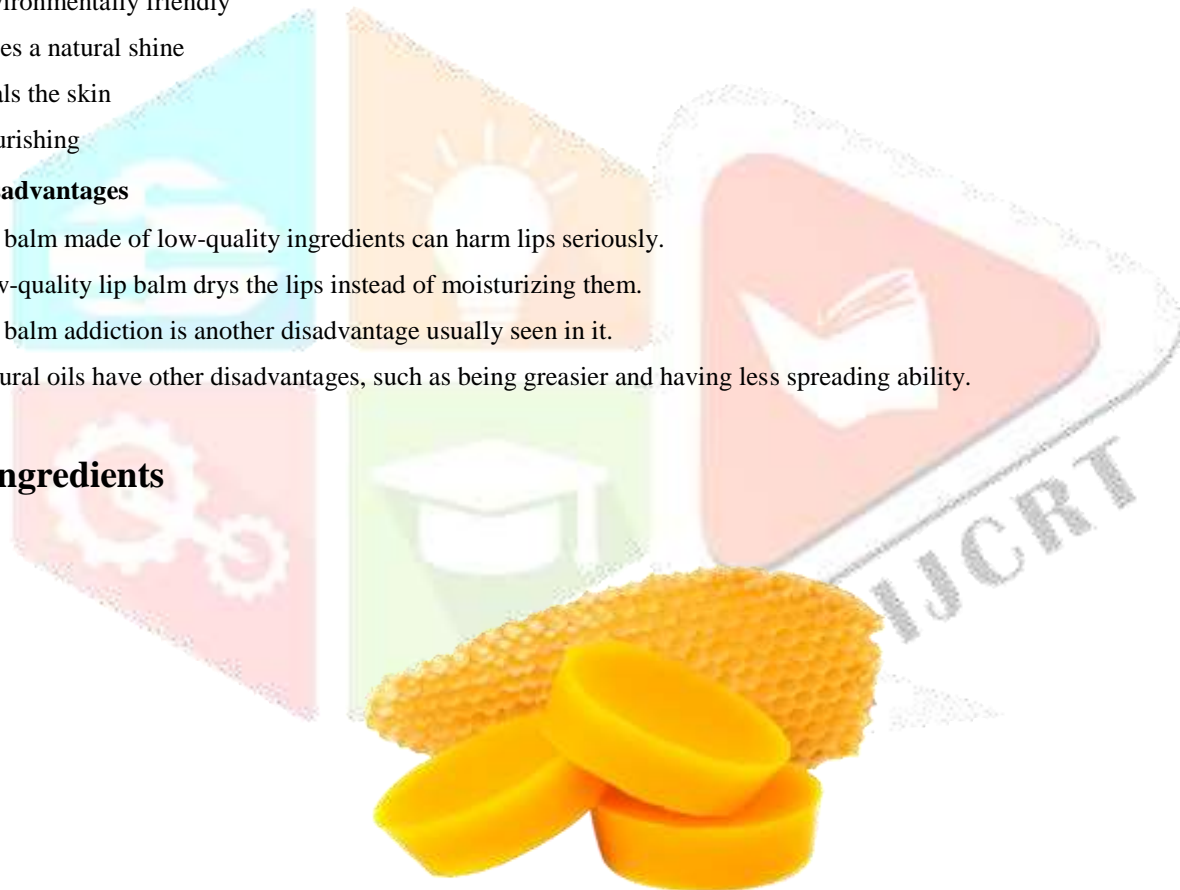 vironmentally friendly
es a natural shine
ls the skin
urishing
advantages
balm made of low-quality ingredients can harm lips seriously.
w-quality lip balm drys the lips instead of moisturizing them.
balm addiction is another disadvantage usually seen in it.
ural oils have other disadvantages, such as being greasier and having less spreading ability.
ngredients
IJCRT